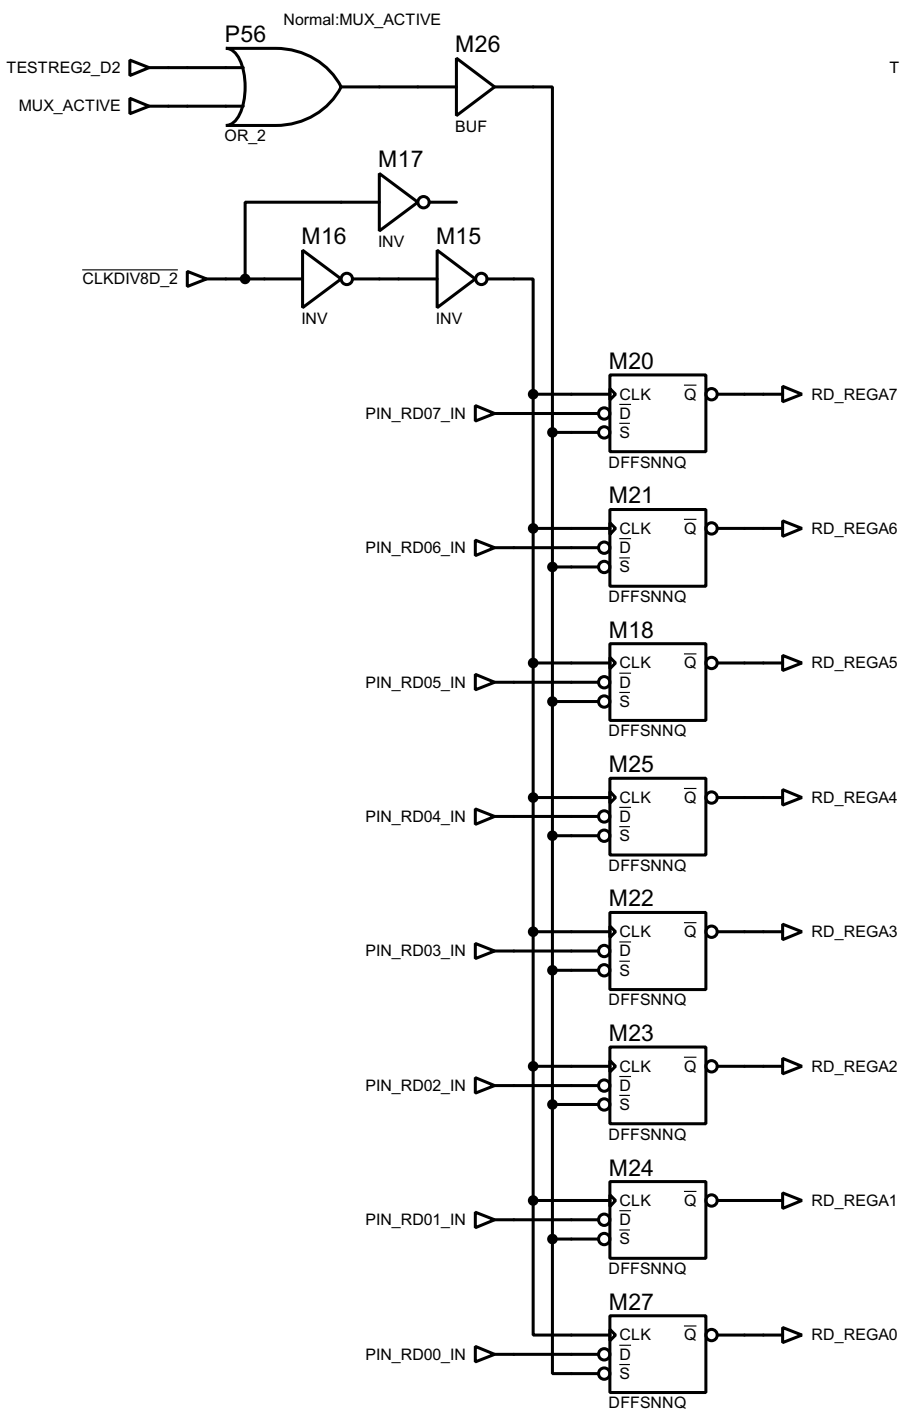 Normal:MUX_ACTIVE
P56
M26
TESTREG2_D2
T
MUX_ACTIVE
OR_2
BUF
M17
INV
M16
M15
CLKDIV8D_2
INV
INV
M20
CLK
Q
RD_REGA7
PIN_RD07_IN
D
S
DFFSNNQ
M21
CLK
Q
RD_REGA6
PIN_RD06_IN
D
S
DFFSNNQ
M18
CLK
Q
RD_REGA5
PIN_RD05_IN
D
S
DFFSNNQ
M25
CLK
Q
RD_REGA4
PIN_RD04_IN
D
S
DFFSNNQ
M22
CLK
Q
RD_REGA3
PIN_RD03_IN
D
S
DFFSNNQ
M23
CLK
Q
RD_REGA2
PIN_RD02_IN
D
S
DFFSNNQ
M24
CLK
Q
RD_REGA1
PIN_RD01_IN
D
S
DFFSNNQ
M27
CLK
Q
RD_REGA0
PIN_RD00_IN
D
S
DFFSNNQ